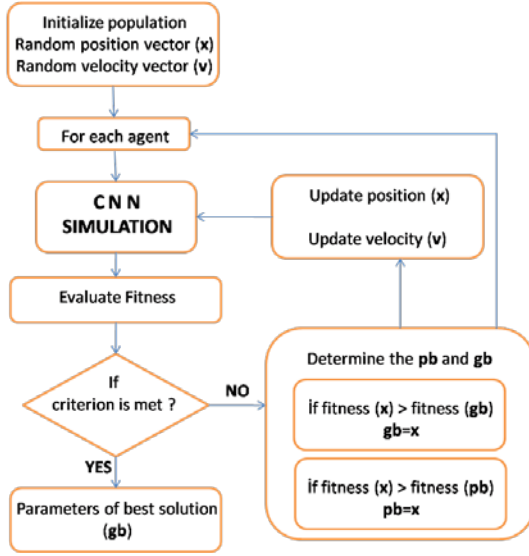 Initialize population
Random position vector (x)
Random velocity vector (v)
For each agent
C N N
SIMULATION
Update position (x)
Update velocity (v)
Evaluate Fitness
If
criterion is met ?
NO
YES
Determine the pb and gb
İf fitness (x) > fitness (gb)
gb=x
İf fitness (x) > fitness (pb)
pb=x
Parameters of best solution
(gb)